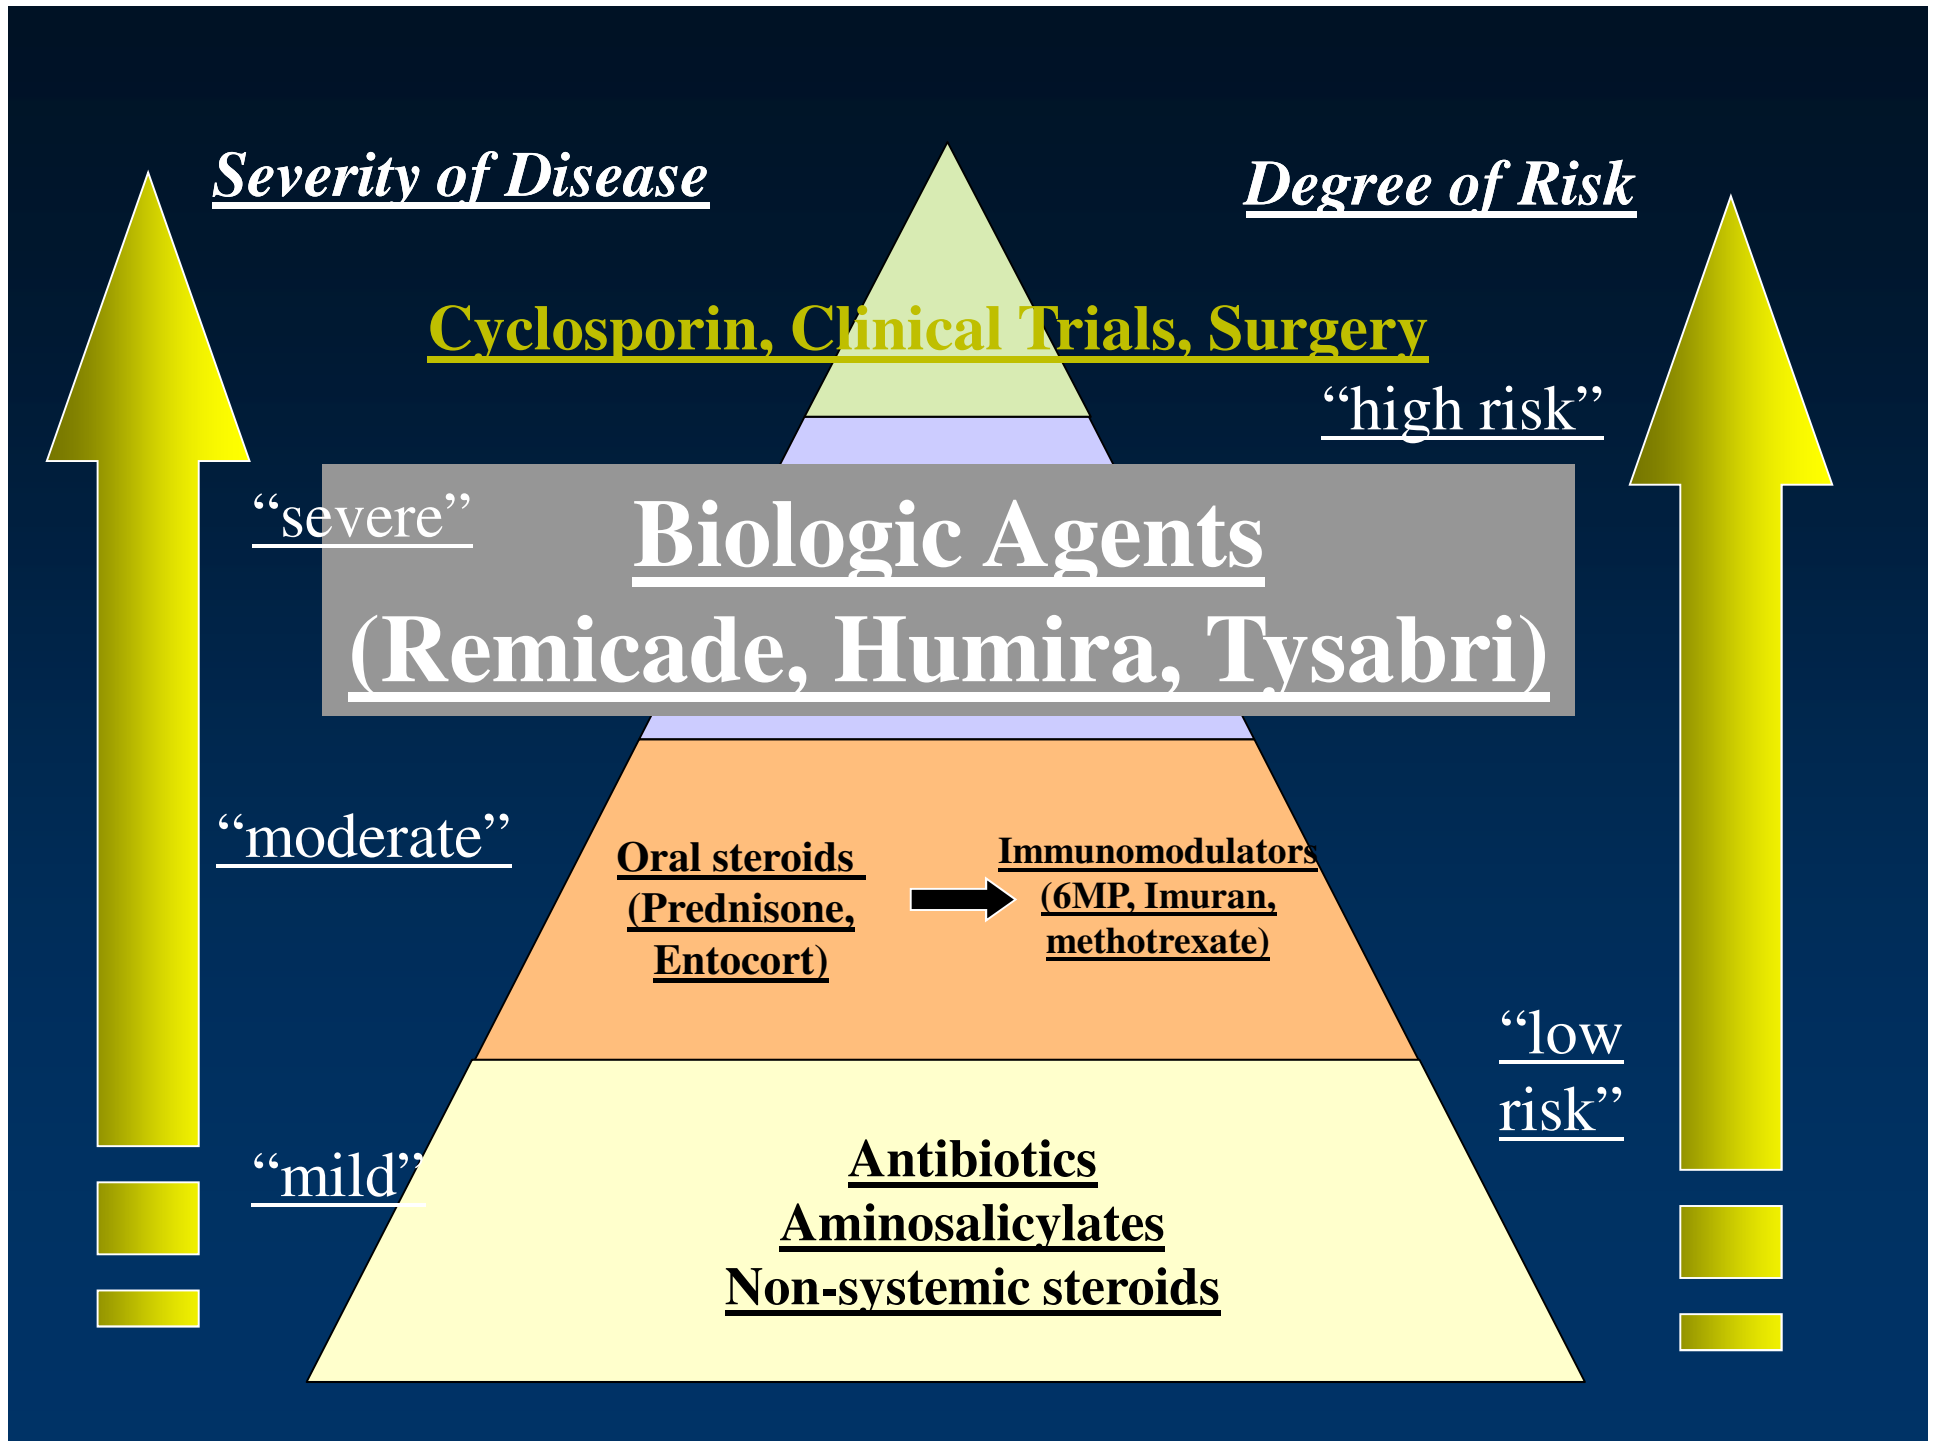 Severity of Disease
Degree of Risk
Cyclosporin, Clinical Trials, Surgery
“high risk”
“severe”
Biologic Agents
(Remicade, Humira, Tysabri)
“moderate”
Oral steroids
(Prednisone,
Entocort)
Immunomodulators
(6MP, Imuran,
methotrexate)
“low
risk”
“mild”
Antibiotics
Aminosalicylates
Non-systemic steroids